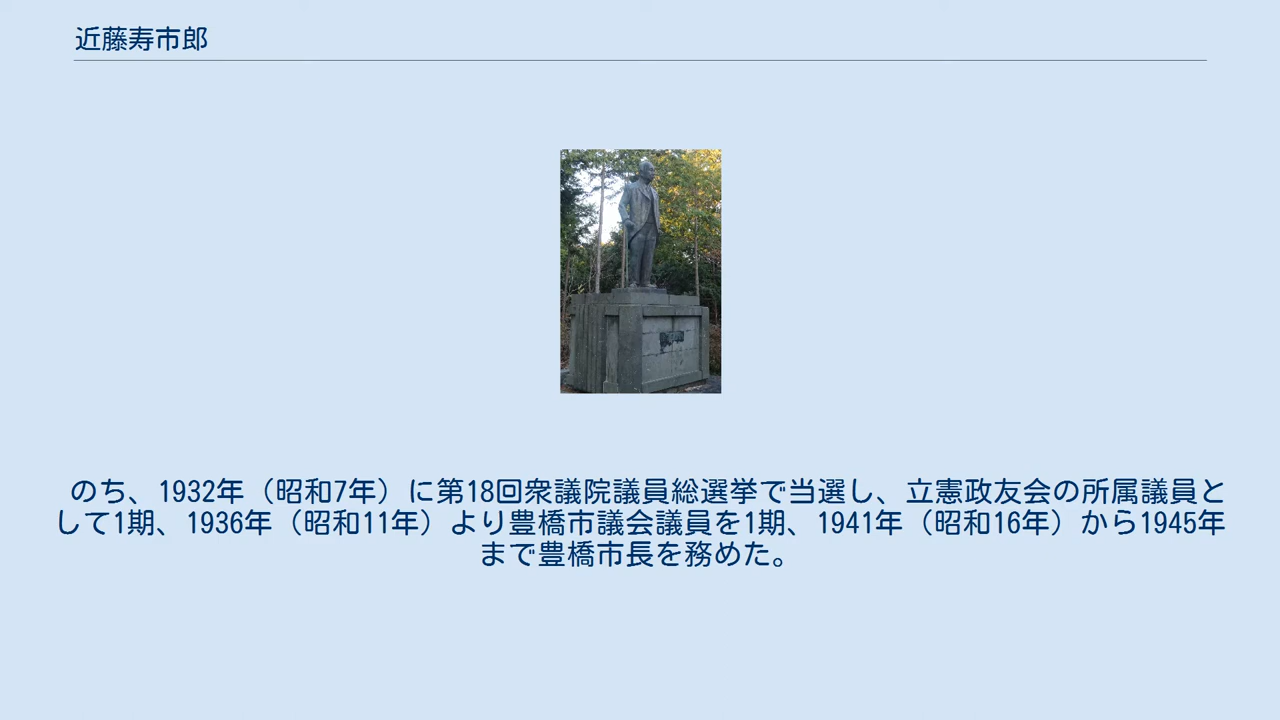 近藤寿市郎
のち、1932年（昭和7年）に第18回衆議院議員総選挙で当選し、立憲政友会の所属議員と
して1期、1936年（昭和11年）より豊橋市議会議員を1期、1941年（昭和16年）から1945年
まで豊橋市長を務めた。